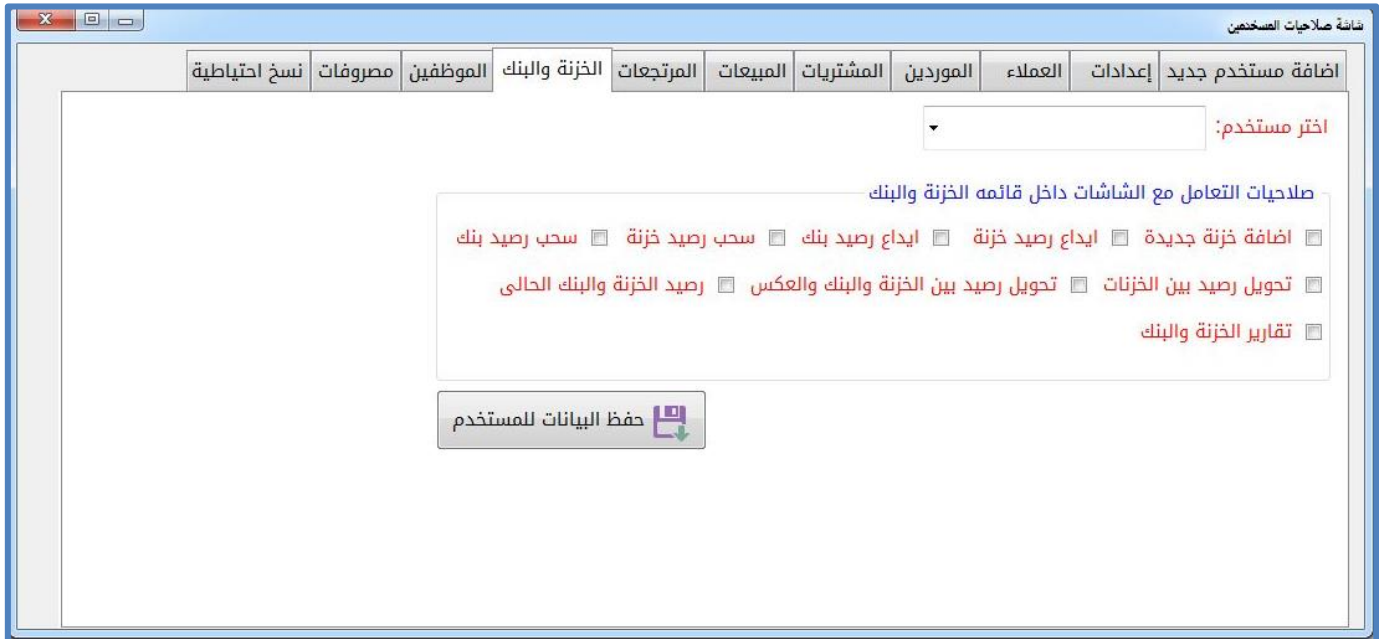 شاشة صلاحيات المسخدمين
اضافة مستخدم جديد إعدادات العملاء الموردين المشتريات المبيعات المرتجعات الخزنة والبنك الموظفين مصروفات نسخ احتياطية
اختر مستخدم:
صلاحيات التعامل مع الشاشات داخل قائمه الخزنة والبنك
اضافة خزنة جديدة ايداع رصيد خزنة ايداع رصيد بنك سحب رصيد خزنة سحب رصيد بنك
تحويل رصيد بين الخزنات تحويل رصيد بين الخزنة والبنك والعكس رصيد الخزنة والبنك الحالى
تقارير الخزنة والبنك
حفظ البيانات للمستخدم